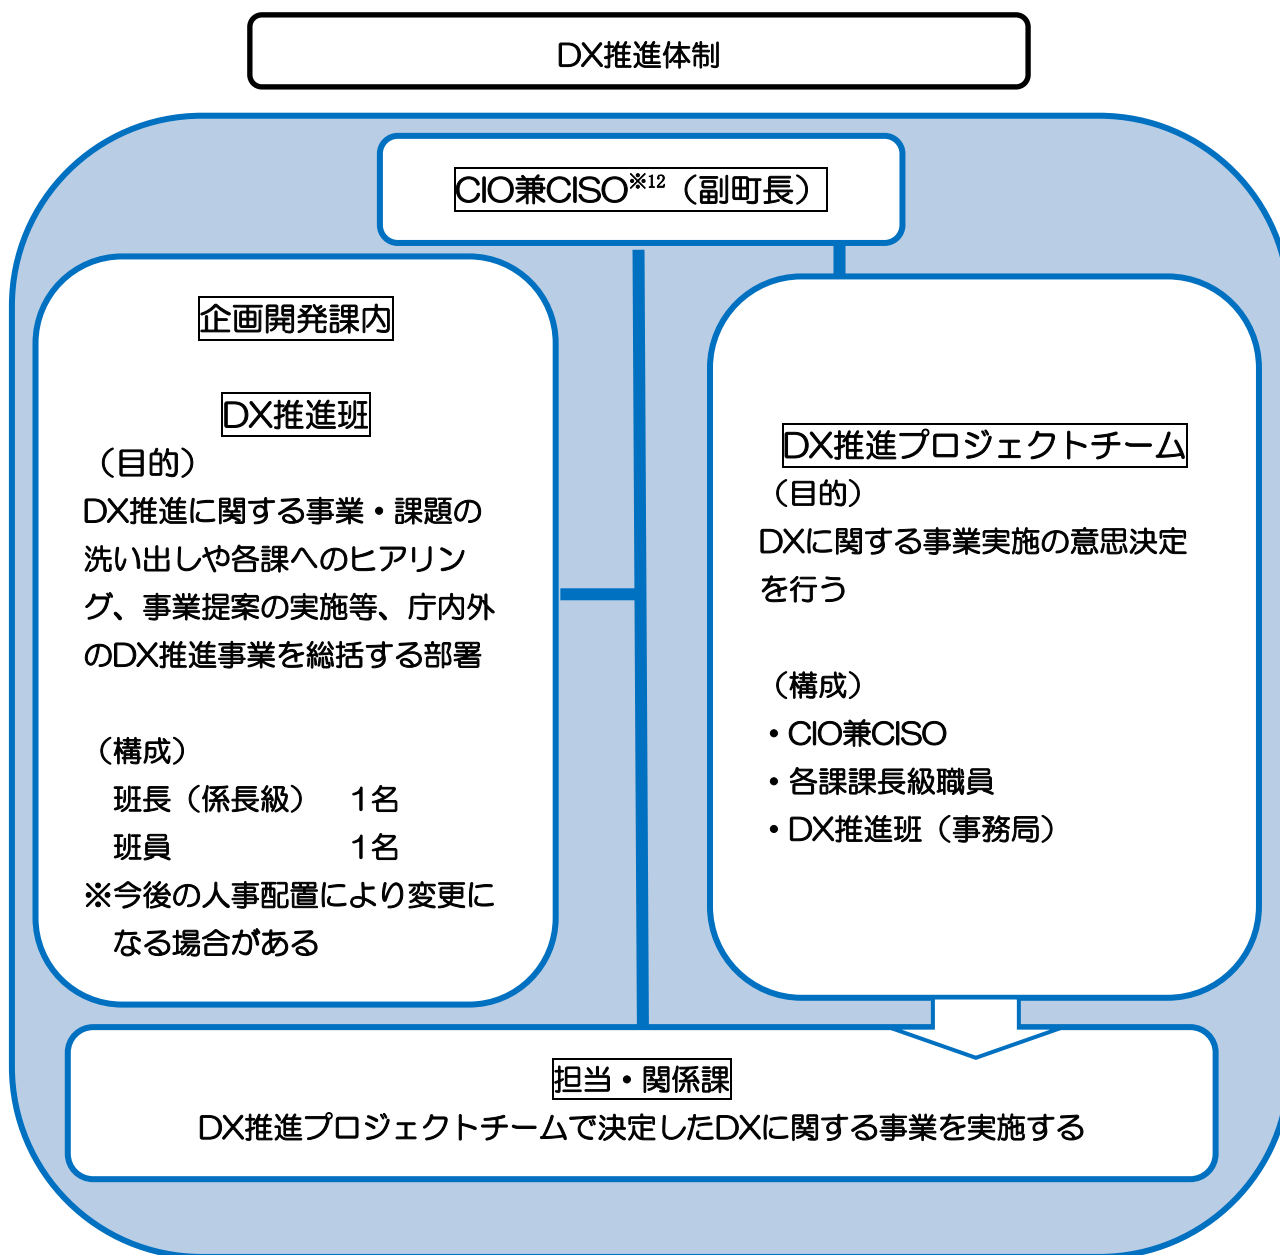 DX推進体制
CIO兼CISO※12（副町長）
企画開発課内
DX推進班
（目的）
DX推進に関する事業・課題の
洗い出しや各課へのヒアリン
グ、事業提案の実施等、庁内外
のDX推進事業を総括する部署
（構成）
班長（係長級）　1名
班員　　　　　　1名
※今後の人事配置により変更に
なる場合がある
DX推進プロジェクトチーム
（目的）
DXに関する事業実施の意思決定
を行う
（構成）
・CIO兼CISO
・各課課長級職員
・DX推進班（事務局）
担当・関係課
DX推進プロジェクトチームで決定したDXに関する事業を実施する